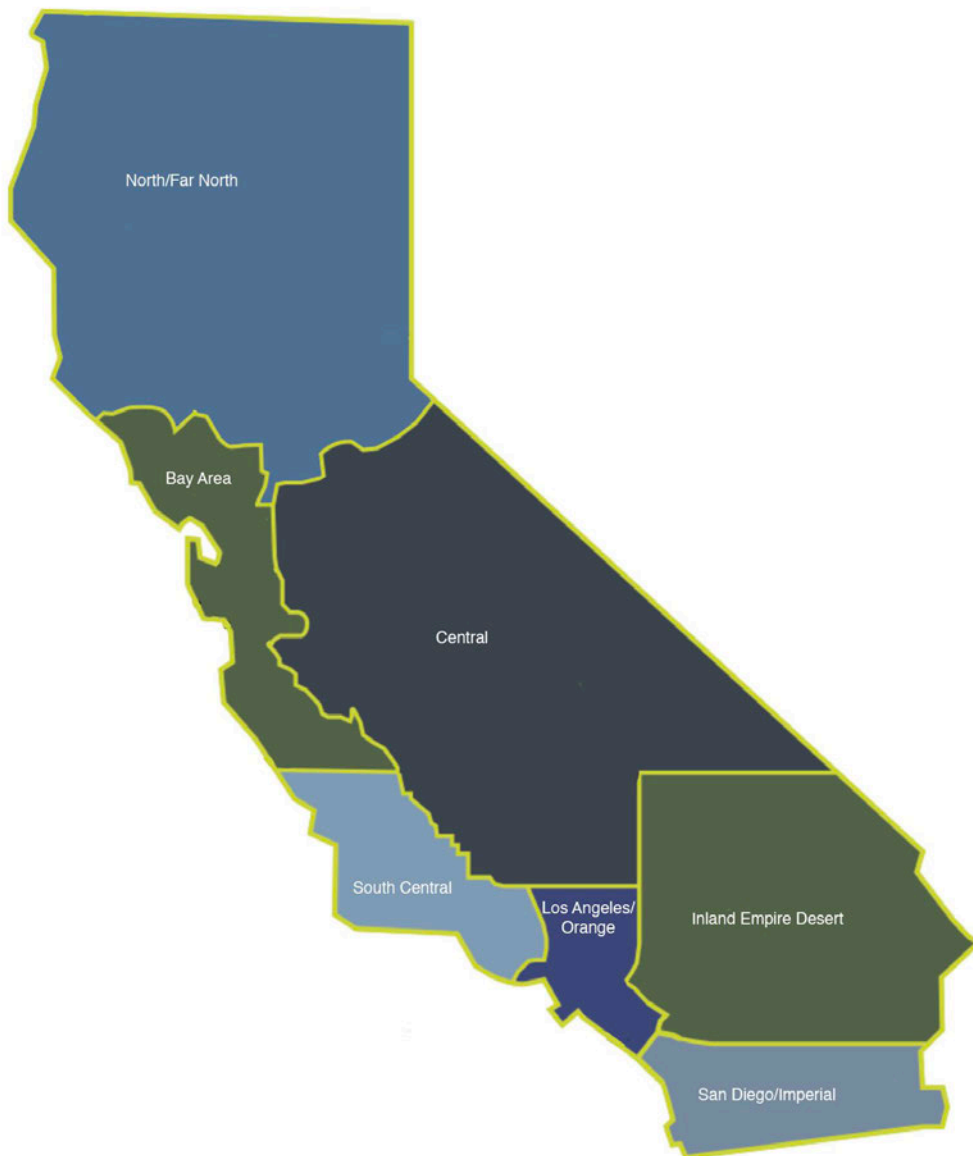 North/Far North
Bay Area
Central
South Central
Los Angeles/
Orange
Inland Empire Desert
San Diego/Imperial